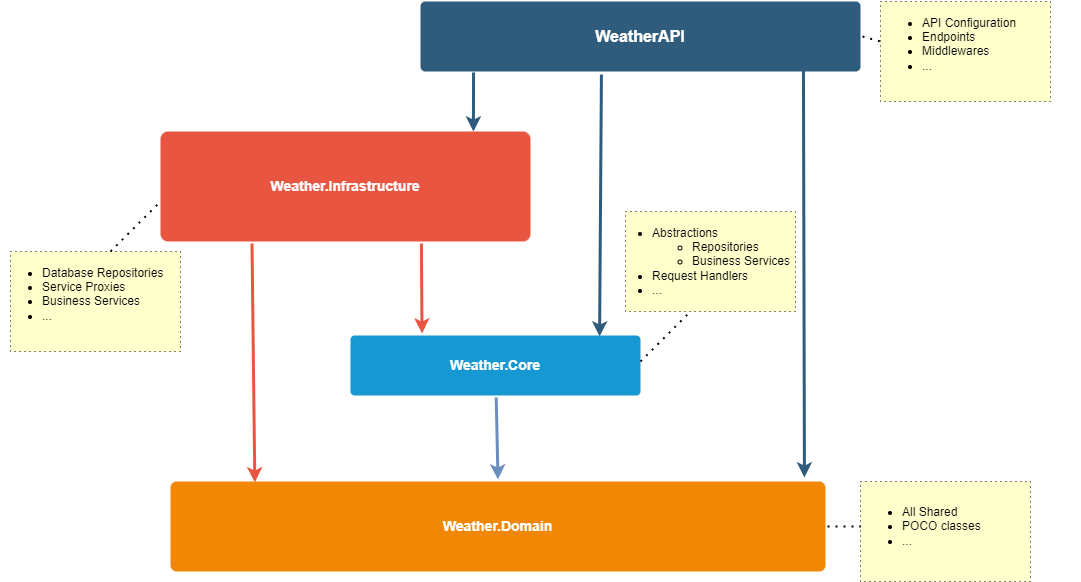 WeatherAPI
• API Configuration
• Endpoints
• Middlewares
• ...
Weather.Infrastructure
• Abstractions
○ Repositories
○ Business Services
• Request Handlers
• ...
• Database Repositories
• Service Proxies
• Business Services
• ...
Weather.Core
Weather.Domain
• All Shared
• POCO classes
• ...